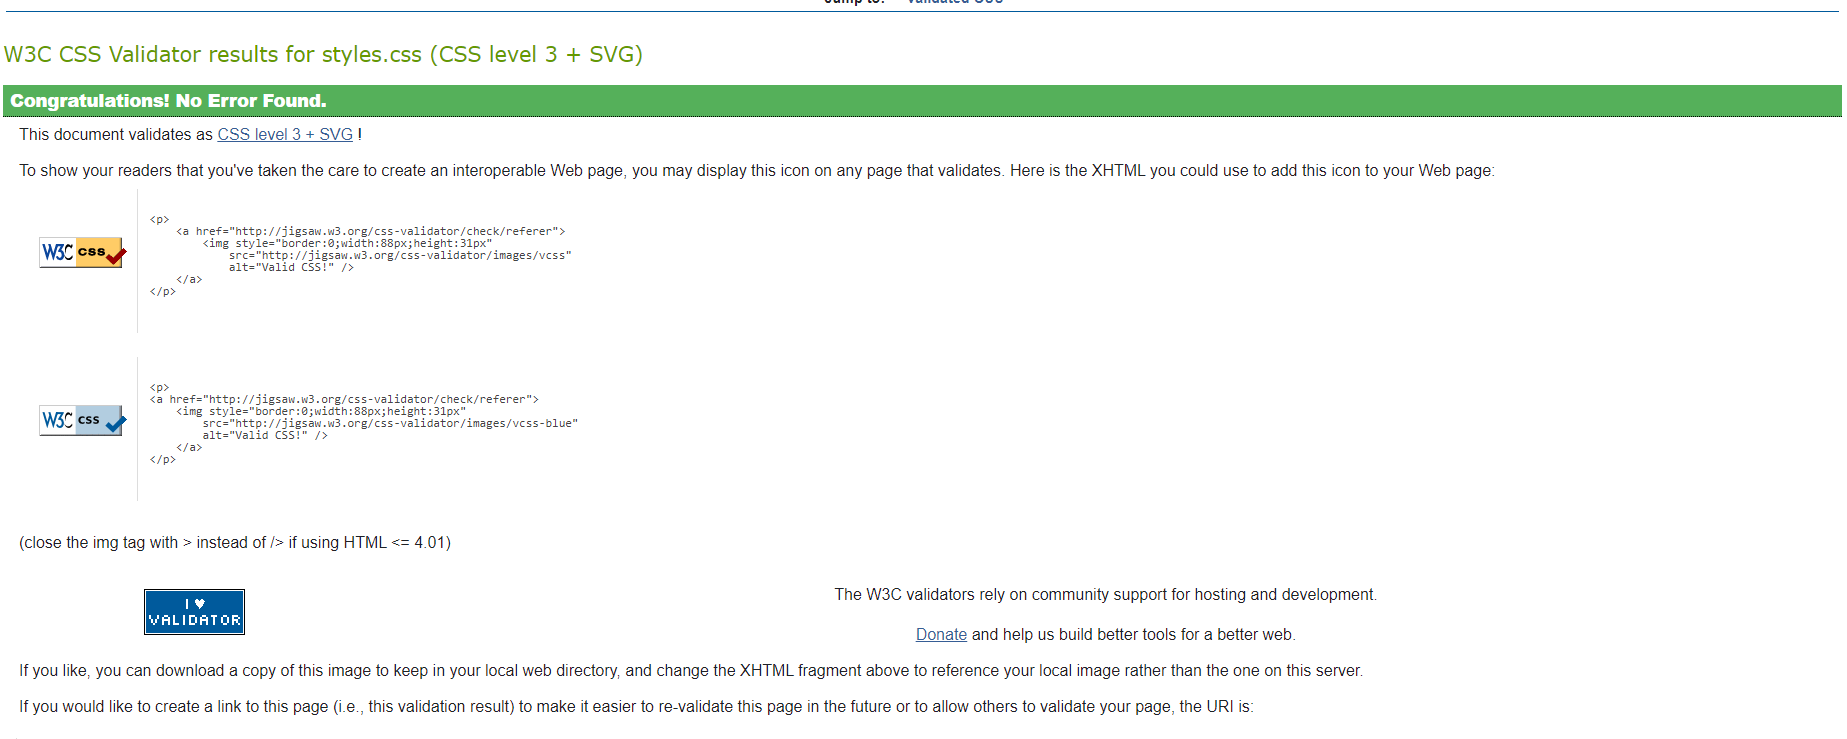 Jump to: Validated CSS
W3C CSS Validator results for styles.css (CSS level 3 + SVG)
Congratulations! No Error Found.
This document validates as CSS level 3 + SVG !
To show your readers that you've taken the care to create an interoperable Web page, you may display this icon on any page that validates. Here is the XHTML you could use to add this icon to your Web page:
W3C css
<p>
<a href="http://jigsaw.w3.org/css-validator/check/referer">
<img style="border:0;width:88px;height:31px"
src="http://jigsaw.w3.org/css-validator/images/vcss"
alt="Valid CSS!" />
</a>
</p>
W3C css
<p>
<a href="http://jigsaw.w3.org/css-validator/check/referer">
<img style="border:0;width:88px;height:31px"
src="http://jigsaw.w3.org/css-validator/images/vcss-blue"
alt="Valid CSS!" />
</a>
</p>
(close the img tag with > instead of /> if using HTML <= 4.01)
I ♥
VALIDATOR
The W3C validators rely on community support for hosting and development.
Donate and help us build better tools for a better web.
If you like, you can download a copy of this image to keep in your local web directory, and change the XHTML fragment above to reference your local image rather than the one on this server.
If you would like to create a link to this page (i.e., this validation result) to make it easier to re-validate this page in the future or to allow others to validate your page, the URI is: